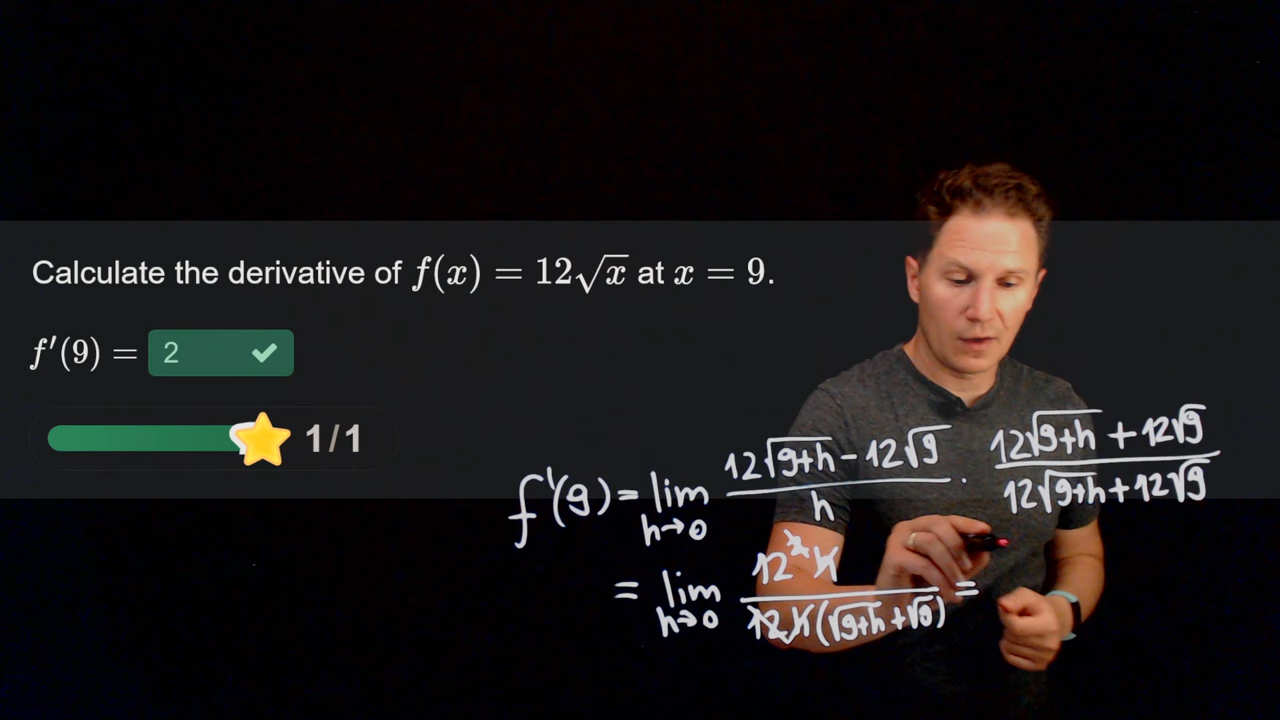 Calculate the derivative of f(x) = 12√x at x = 9.
f′(9) = 2 ✔
1/1
f'(9) = lim h→0 (12√(9+h) − 12√9)/h · (12√(9+h) + 12√9)/(12√(9+h) + 12√9)
= lim h→0 (12² h)/(12 h (√(9+h) + √9)) =